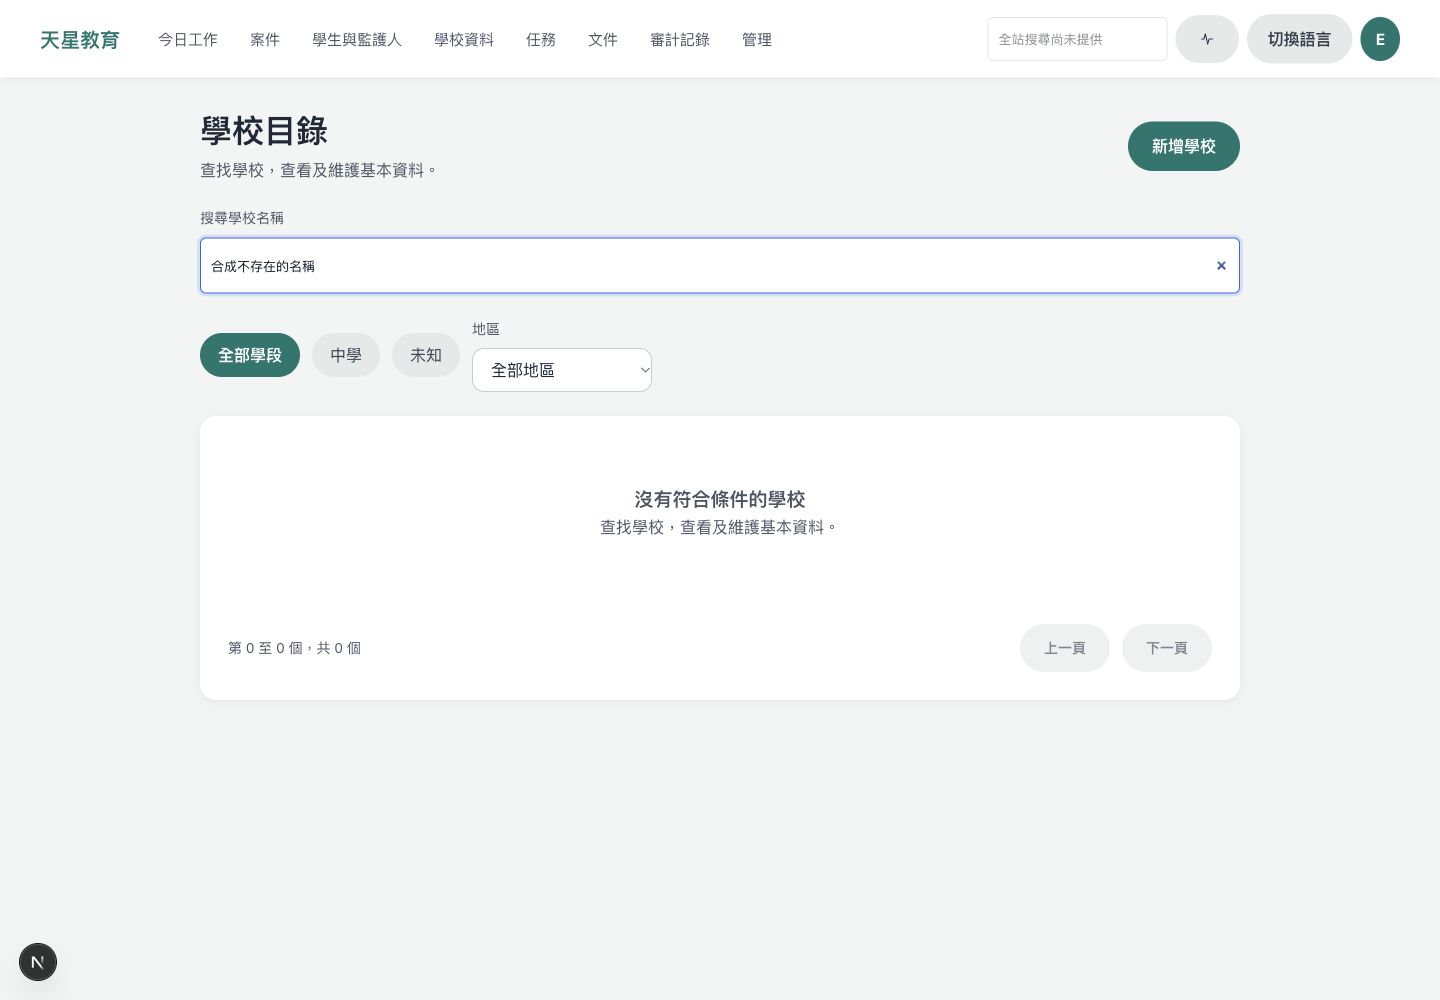 天星教育 今日工作 案件 學生與監護人 學校資料 任務 文件 審計記錄 管理 全站搜尋尚未提供 切換語言 E
學校目錄
新增學校
查找學校，查看及維護基本資料。
搜尋學校名稱
合成不存在的名稱 ×
地區
全部學段 中學 未知 全部地區
沒有符合條件的學校
查找學校，查看及維護基本資料。
第 0 至 0 個，共 0 個 上一頁 下一頁
N